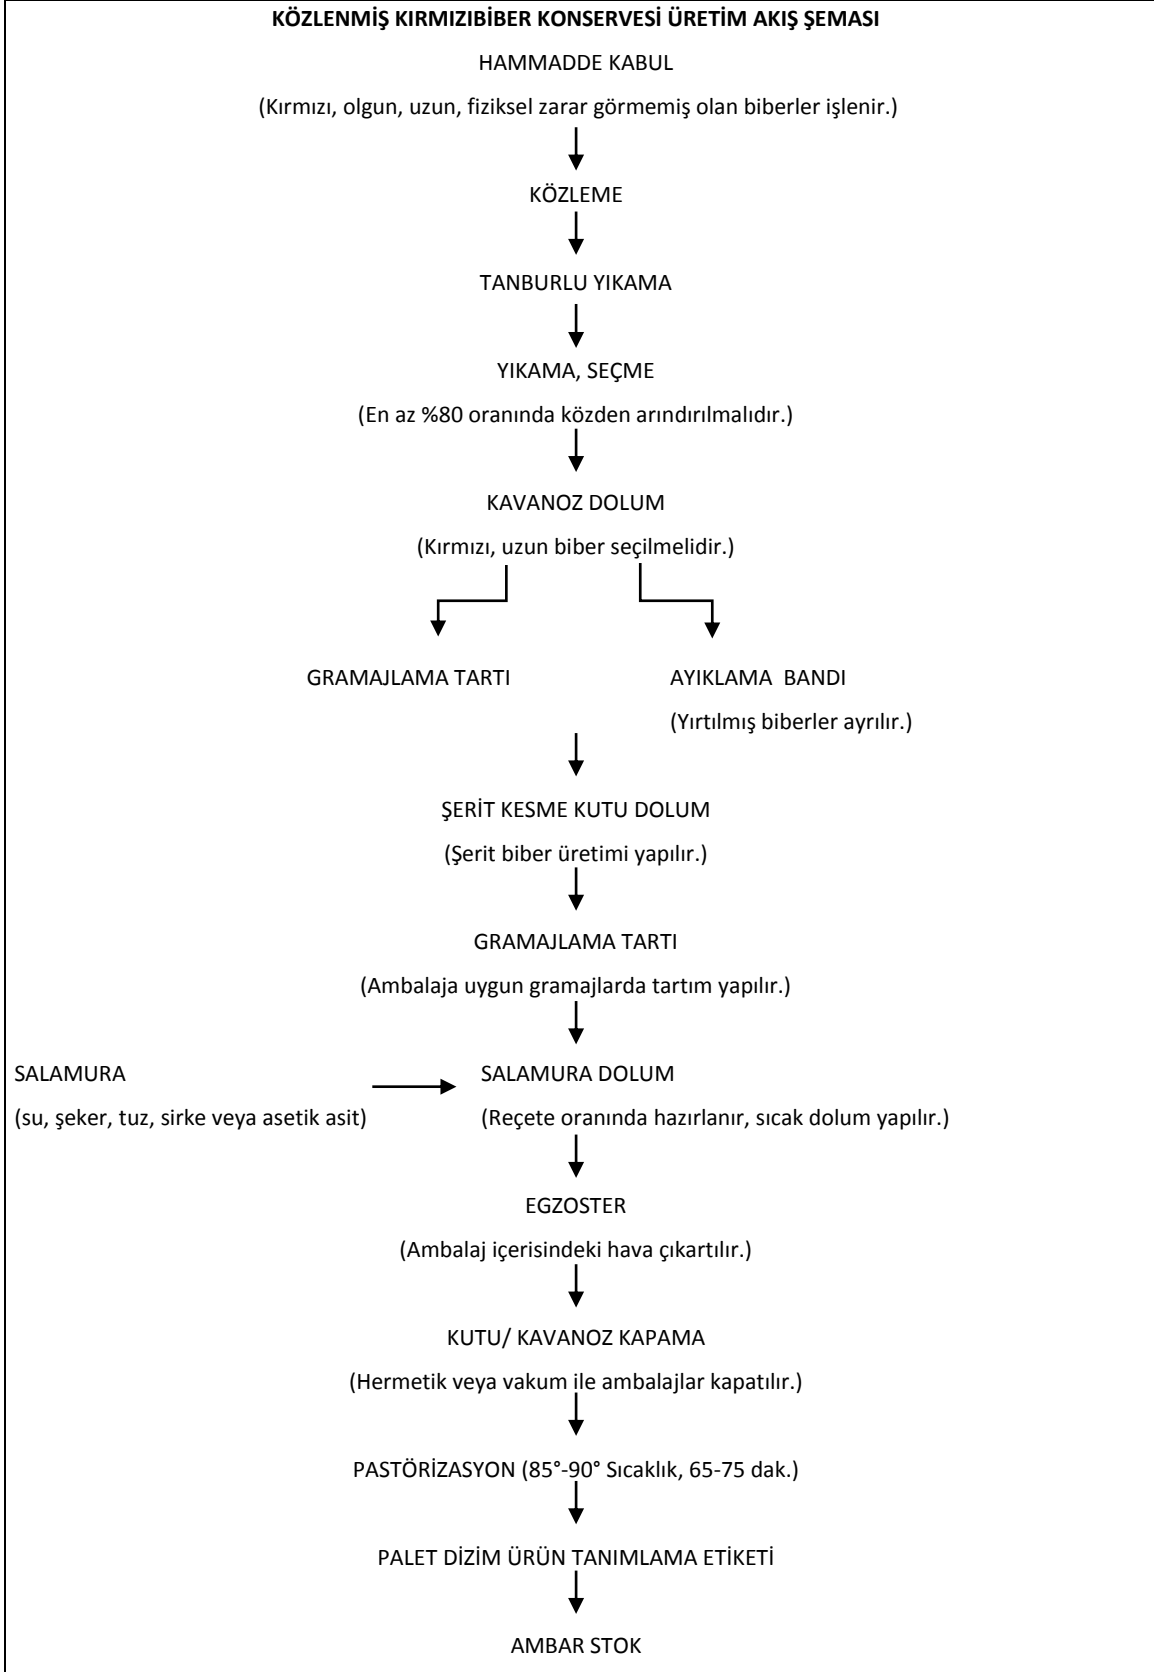 KÖZLENMİŞ KIRMIZIBİBER KONSERVESİ ÜRETİM AKIŞ ŞEMASI
HAMMADDE KABUL
(Kırmızı, olgun, uzun, fiziksel zarar görmemiş olan biberler işlenir.)
KÖZLEME
TANBURLU YIKAMA
YIKAMA, SEÇME
(En az %80 oranında közden arındırılmalıdır.)
KAVANOZ DOLUM
(Kırmızı, uzun biber seçilmelidir.)
GRAMAJLAMA TARTI
AYIKLAMA  BANDI
(Yırtılmış biberler ayrılır.)
ŞERİT KESME KUTU DOLUM
(Şerit biber üretimi yapılır.)
GRAMAJLAMA TARTI
(Ambalaja uygun gramajlarda tartım yapılır.)
SALAMURA
(su, şeker, tuz, sirke veya asetik asit)
SALAMURA DOLUM
(Reçete oranında hazırlanır, sıcak dolum yapılır.)
EGZOSTER
(Ambalaj içerisindeki hava çıkartılır.)
KUTU/ KAVANOZ KAPAMA
(Hermetik veya vakum ile ambalajlar kapatılır.)
PASTÖRİZASYON (85°-90° Sıcaklık, 65-75 dak.)
PALET DİZİM ÜRÜN TANIMLAMA ETİKETİ
AMBAR STOK